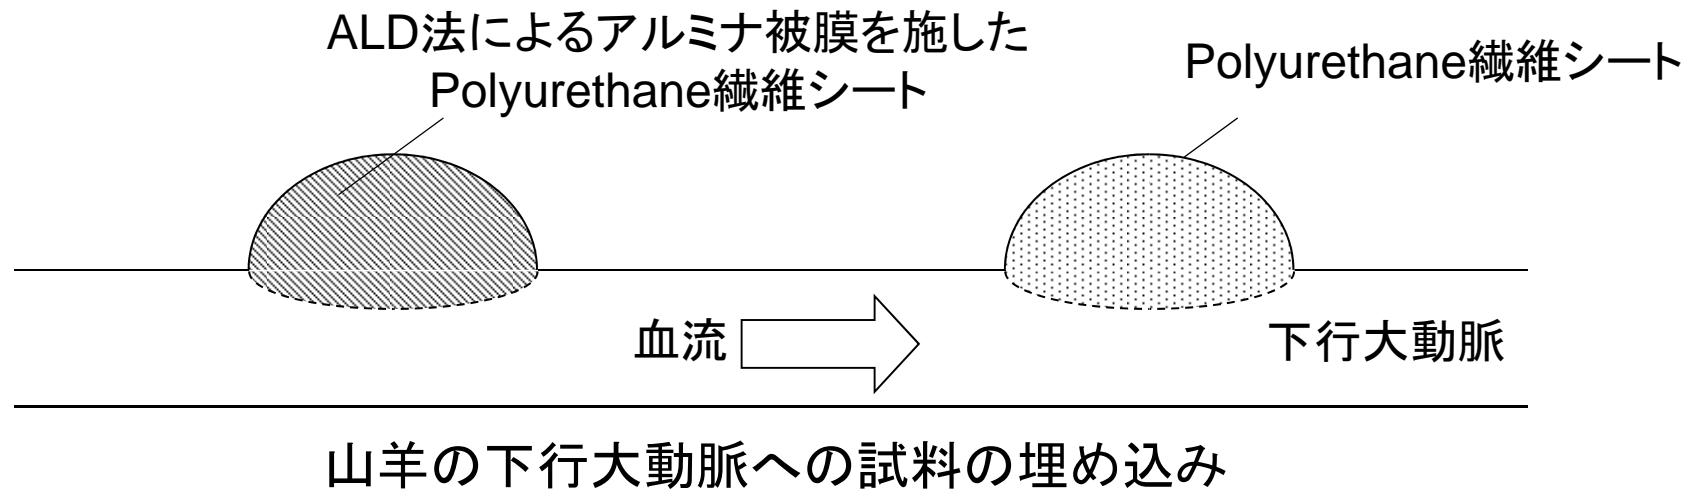 ALD法によるアルミナ被膜を施した
Polyurethane繊維シート
Polyurethane繊維シート
血流
下行大動脈
山羊の下行大動脈への試料の埋め込み